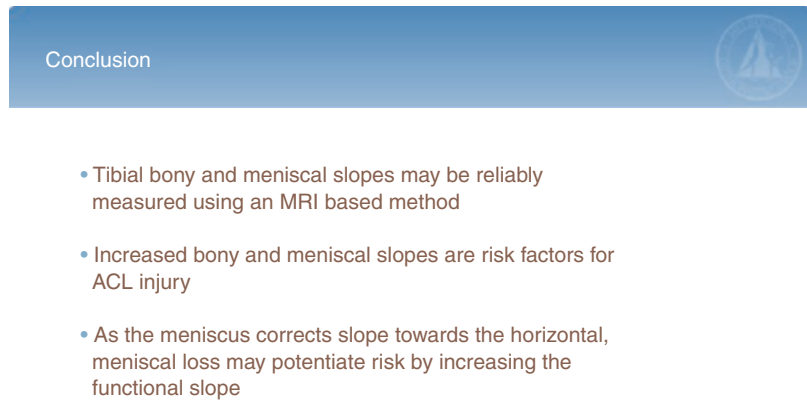 Conclusion
• Tibial bony and meniscal slopes may be reliably
measured using an MRI based method
• Increased bony and meniscal slopes are risk factors for
ACL injury
• As the meniscus corrects slope towards the horizontal,
meniscal loss may potentiate risk by increasing the
functional slope